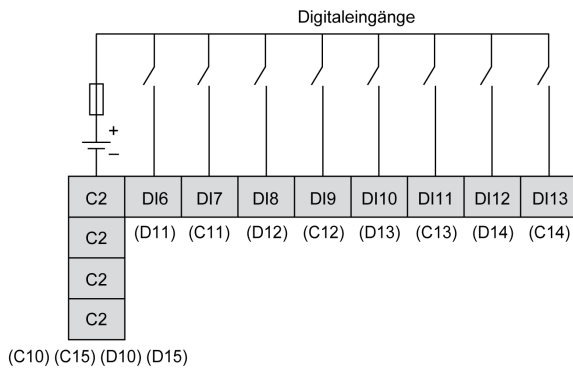 Digitaleingänge
+
–
C2 DI6 DI7 DI8 DI9 DI10 DI11 DI12 DI13
(D11) (C11) (D12) (C12) (D13) (C13) (D14) (C14)
C2
C2
C2
(C10) (C15) (D10) (D15)